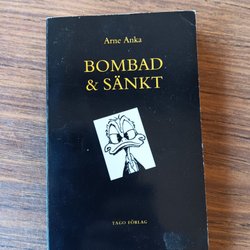 Arne Anka
BOMBAD
& SÄNKT
TAGO FÖRLAG